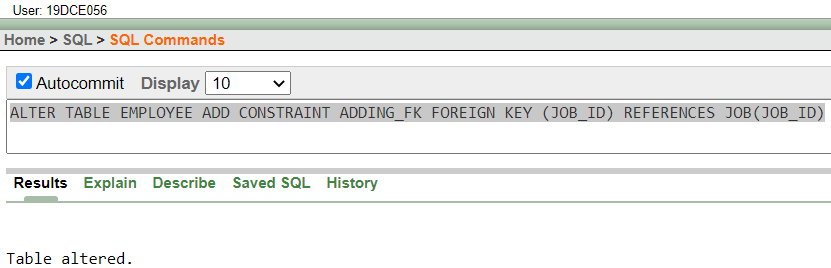 User: 19DCE056
Home > SQL > SQL Commands
Autocommit Display 10
ALTER TABLE EMPLOYEE ADD CONSTRAINT ADDING_FK FOREIGN KEY (JOB_ID) REFERENCES JOB(JOB_ID)
Results Explain Describe Saved SQL History
Table altered.